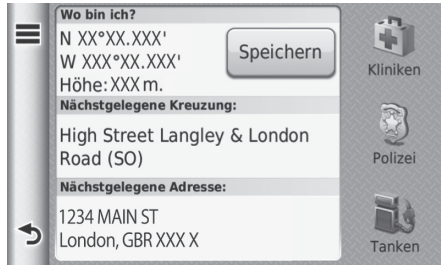 Wo bin ich?
N XX°XX.XXX'
W XXX°XX.XXX'
Höhe: XXX m.
Speichern
Nächstgelegene Kreuzung:
High Street Langley & London
Road (SO)
Nächstgelegene Adresse:
1234 MAIN ST
London, GBR XXX X
Kliniken
Polizei
Tanken